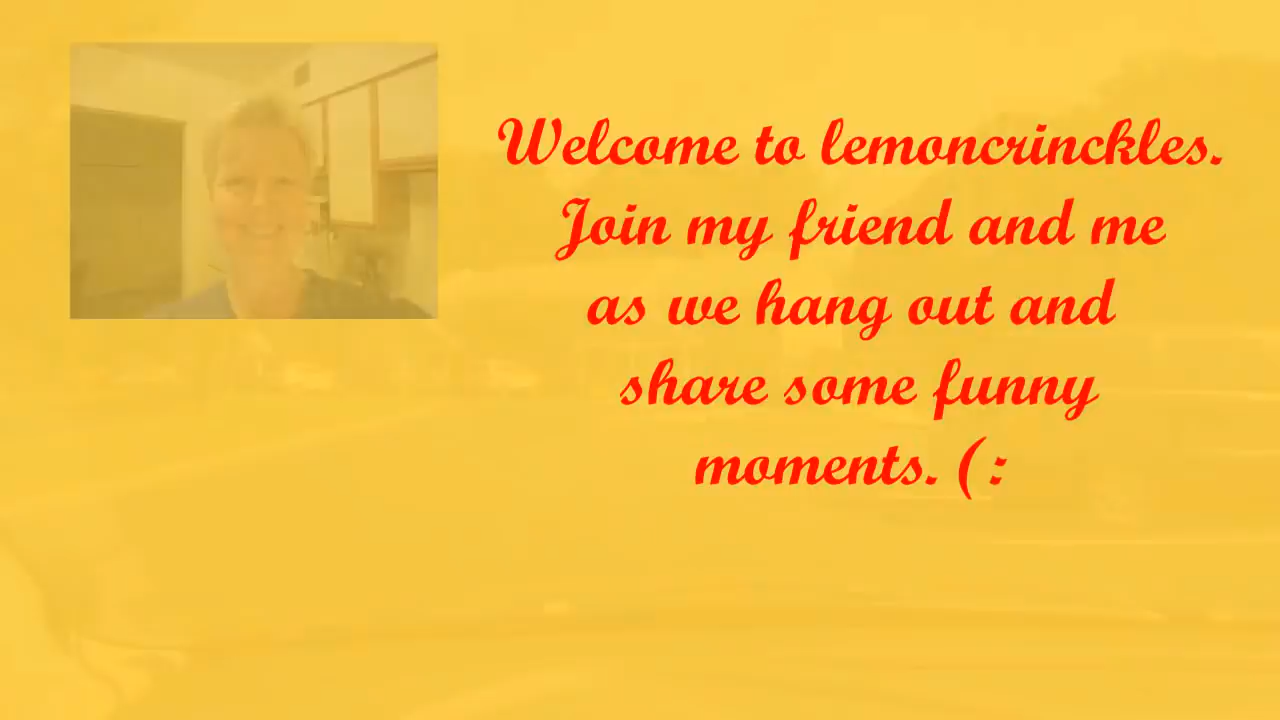 Welcome to lemoncrinckles.
Join my friend and me
as we hang out and
share some funny
moments. (: